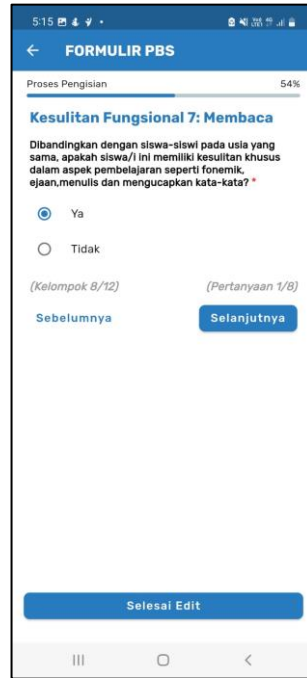 5:15
FORMULIR PBS
Proses Pengisian 54%
Kesulitan Fungsional 7: Membaca
Dibandingkan dengan siswa-siswi pada usia yang
sama, apakah siswa/i ini memiliki kesulitan khusus
dalam aspek pembelajaran seperti fonemik,
ejaan,menulis dan mengucapkan kata-kata? *
Ya
Tidak
(Kelompok 8/12) (Pertanyaan 1/8)
Sebelumnya Selanjutnya
Selesai Edit